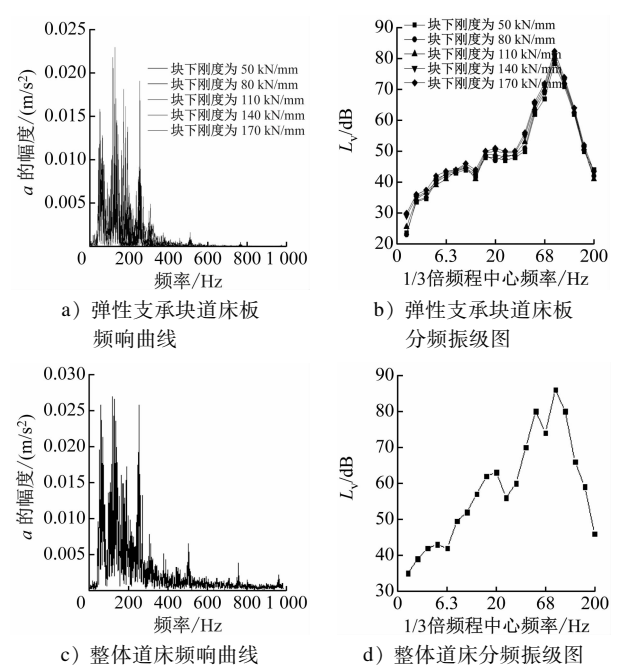 0.025
0.020
0.015
0.010
0.005
0
200
400
600
800
1 000
a 的幅度/(m/s²)
频率/Hz
块下刚度为 50 kN/mm
块下刚度为 80 kN/mm
块下刚度为 110 kN/mm
块下刚度为 140 kN/mm
块下刚度为 170 kN/mm
a）弹性支承块道床板
频响曲线
90
80
70
60
50
40
30
20
0
6.3
20
68
200
Lv/dB
1/3倍频程中心频率/Hz
块下刚度为 50 kN/mm
块下刚度为 80 kN/mm
块下刚度为 110 kN/mm
块下刚度为 140 kN/mm
块下刚度为 170 kN/mm
b）弹性支承块道床板
分频振级图
0.030
0.025
0.020
0.015
0.010
0.005
0
200
400
600
800
1 000
a 的幅度/(m/s²)
频率/Hz
c）整体道床频响曲线
90
80
70
60
50
40
30
0
6.3
20
68
200
Lv/dB
1/3倍频程中心频率/Hz
d）整体道床分频振级图